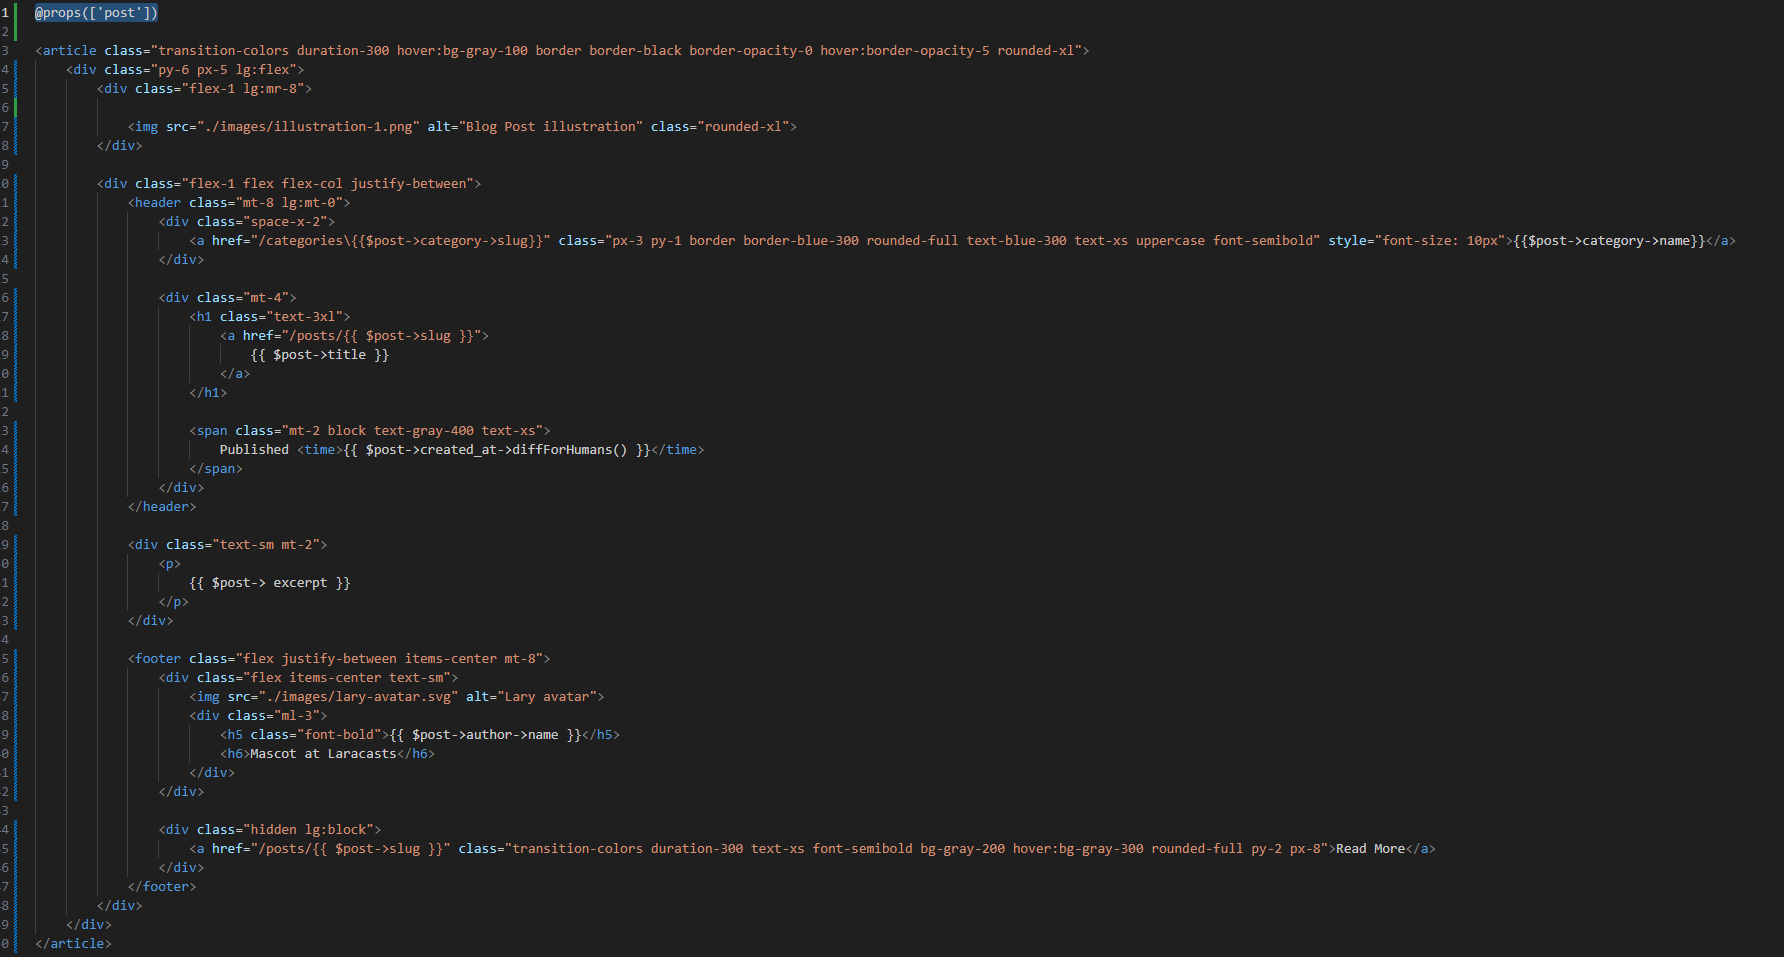 1 @props(['post'])
2
3 <article class="transition-colors duration-300 hover:bg-gray-100 border border-black border-opacity-0 hover:border-opacity-5 rounded-xl">
4 <div class="py-6 px-5 lg:flex">
5 <div class="flex-1 lg:mr-8">
6
7 <img src="./images/illustration-1.png" alt="Blog Post illustration" class="rounded-xl">
8 </div>
9
0 <div class="flex-1 flex flex-col justify-between">
1 <header class="mt-8 lg:mt-0">
2 <div class="space-x-2">
3 <a href="/categories\{{$post->category->slug}}" class="px-3 py-1 border border-blue-300 rounded-full text-blue-300 text-xs uppercase font-semibold" style="font-size: 10px">{{$post->category->name}}</a>
4 </div>
5
6 <div class="mt-4">
7 <h1 class="text-3xl">
8 <a href="/posts/{{ $post->slug }}">
9 {{ $post->title }}
0 </a>
1 </h1>
2
3 <span class="mt-2 block text-gray-400 text-xs">
4 Published <time>{{ $post->created_at->diffForHumans() }}</time>
5 </span>
6 </div>
7 </header>
8
9 <div class="text-sm mt-2">
0 <p>
1 {{ $post-> excerpt }}
2 </p>
3 </div>
4
5 <footer class="flex justify-between items-center mt-8">
6 <div class="flex items-center text-sm">
7 <img src="./images/lary-avatar.svg" alt="Lary avatar">
8 <div class="ml-3">
9 <h5 class="font-bold">{{ $post->author->name }}</h5>
0 <h6>Mascot at Laracasts</h6>
1 </div>
2 </div>
3
4 <div class="hidden lg:block">
5 <a href="/posts/{{ $post->slug }}" class="transition-colors duration-300 text-xs font-semibold bg-gray-200 hover:bg-gray-300 rounded-full py-2 px-8">Read More</a>
6 </div>
7 </footer>
8 </div>
9 </div>
0 </article>